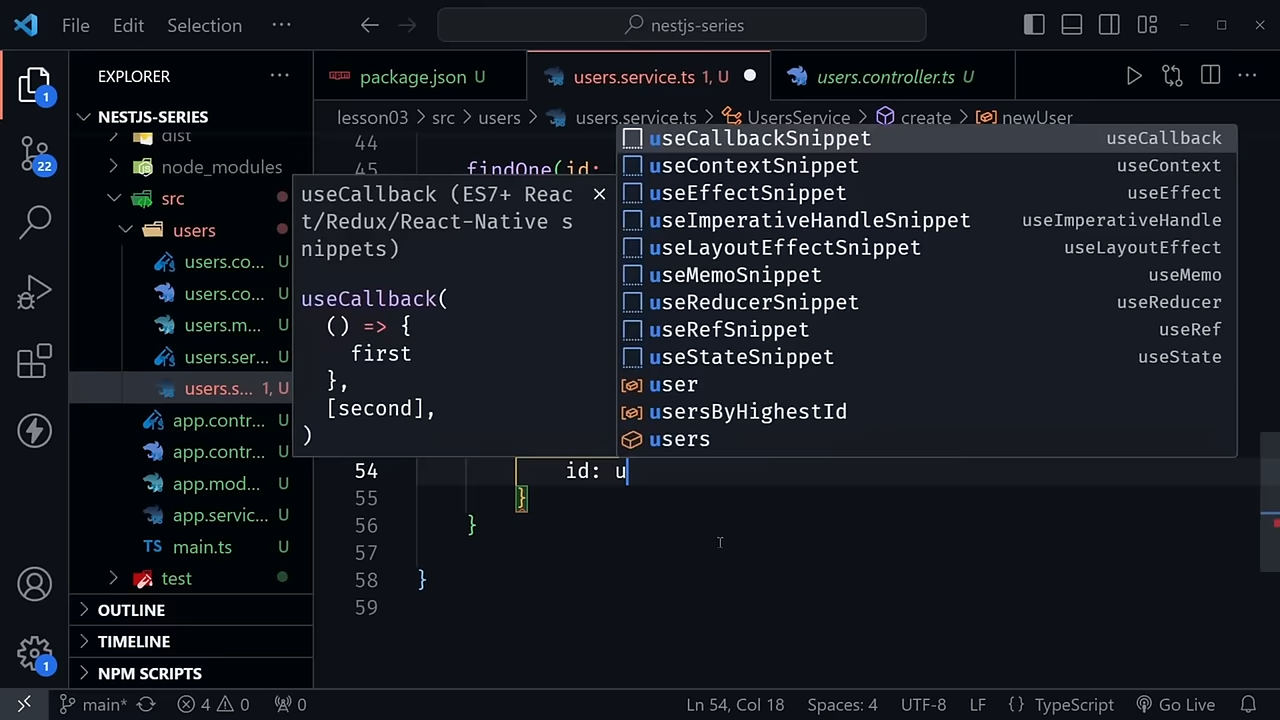 File Edit Selection ··· nestjs-series
EXPLORER ···
package.json U
users.service.ts 1, U
users.controller.ts U
···
NESTJS-SERIES
lesson03 > src > users > users.service.ts > UsersService > create > newUser
dist
node_modules
src
users
users.co... U
users.co... U
users.m... U
users.ser... U
users.s... 1, U
app.contr... U
app.contr... U
app.mod... U
app.servic... U
TS main.ts U
test
OUTLINE
TIMELINE
NPM SCRIPTS
1
22
1
44
45 findOne(id:
useCallback (ES7+ Reac
t/Redux/React-Native s
nippets)
useCallback(
() => {
first
},
[second],
)
useCallbackSnippet useCallback
useContextSnippet useContext
useEffectSnippet useEffect
useImperativeHandleSnippet useImperativeHandle
useLayoutEffectSnippet useLayoutEffect
useMemoSnippet useMemo
useReducerSnippet useReducer
useRefSnippet useRef
useStateSnippet useState
user
usersByHighestId
users
54 id: u
55 }
56 }
57
58 }
59
main* 4 0 0 Ln 54, Col 18 Spaces: 4 UTF-8 LF {} TypeScript Go Live